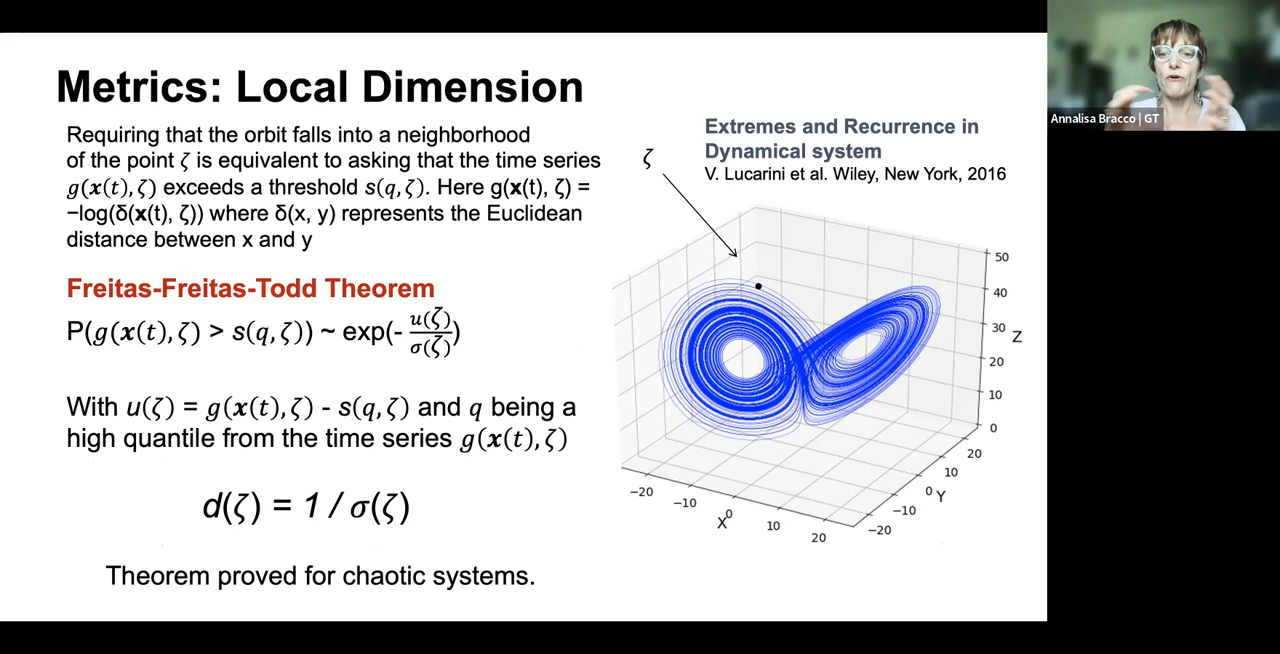 Metrics: Local Dimension
Requiring that the orbit falls into a neighborhood
of the point ζ is equivalent to asking that the time series
g(x(t), ζ) exceeds a threshold s(q, ζ). Here g(x(t), ζ) =
−log(δ(x(t), ζ)) where δ(x, y) represents the Euclidean
distance between x and y
Freitas-Freitas-Todd Theorem
P(g(x(t), ζ) > s(q, ζ)) ~ exp(- u(ζ)/σ(ζ))
With u(ζ) = g(x(t), ζ) - s(q, ζ) and q being a
high quantile from the time series g(x(t), ζ)
d(ζ) = 1 / σ(ζ)
Theorem proved for chaotic systems.
Extremes and Recurrence in
Dynamical system
V. Lucarini et al. Wiley, New York, 2016
ζ
50
40
30
20
10
0
Z
20
10
0
−10
−20
Y
−20
−10
0
10
20
X
Annalisa Bracco | GT